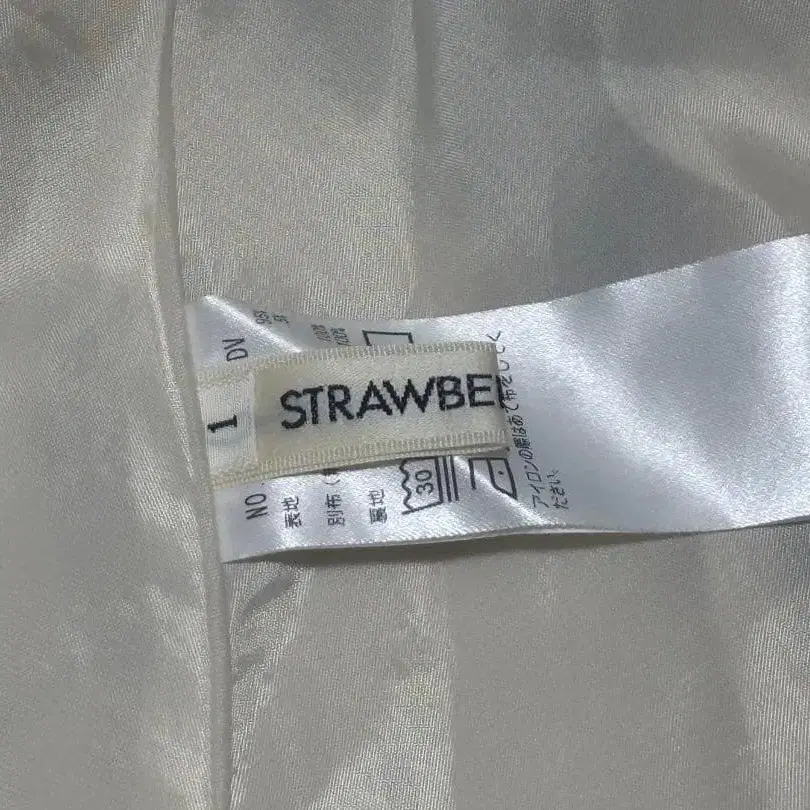 STRAWBE
1
DV
NO
表地
別布
裏地
30
アイロンの際はあて布をして
ださい。